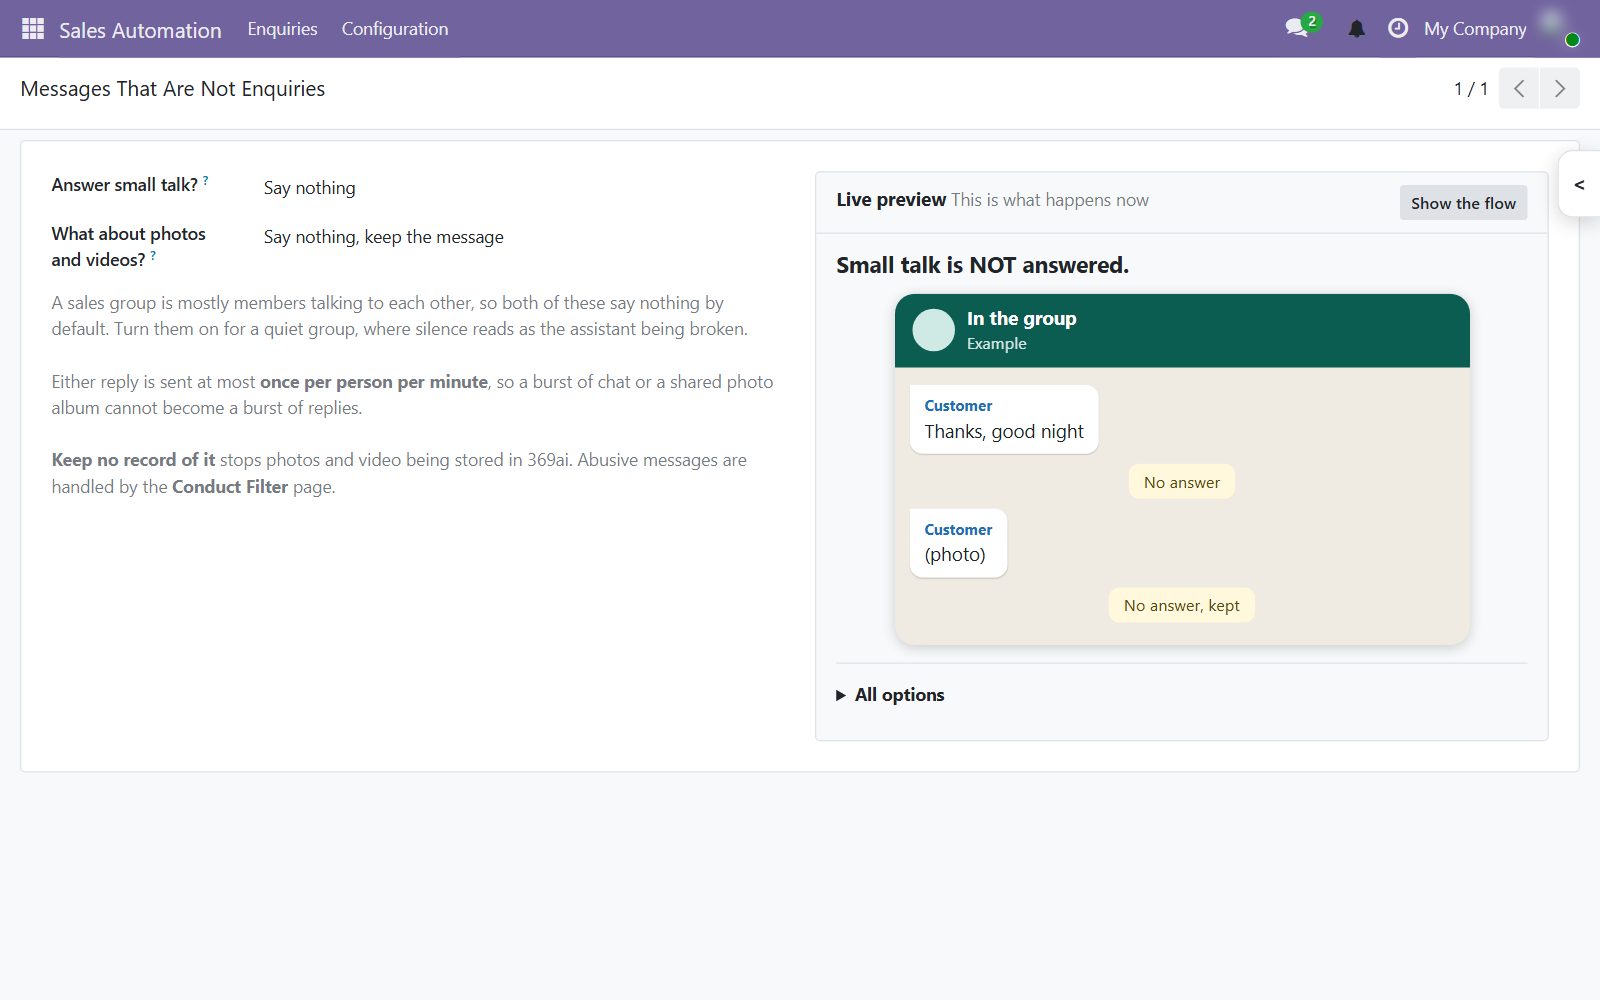 Sales Automation
Enquiries
Configuration
2
My Company
Messages That Are Not Enquiries
1 / 1
Answer small talk? ?
Say nothing
What about photos
and videos? ?
Say nothing, keep the message
A sales group is mostly members talking to each other, so both of these say nothing by
default. Turn them on for a quiet group, where silence reads as the assistant being broken.
Either reply is sent at most once per person per minute, so a burst of chat or a shared photo
album cannot become a burst of replies.
Keep no record of it stops photos and video being stored in 369ai. Abusive messages are
handled by the Conduct Filter page.
Live preview This is what happens now
Show the flow
<
Small talk is NOT answered.
In the group
Example
Customer
Thanks, good night
No answer
Customer
(photo)
No answer, kept
All options